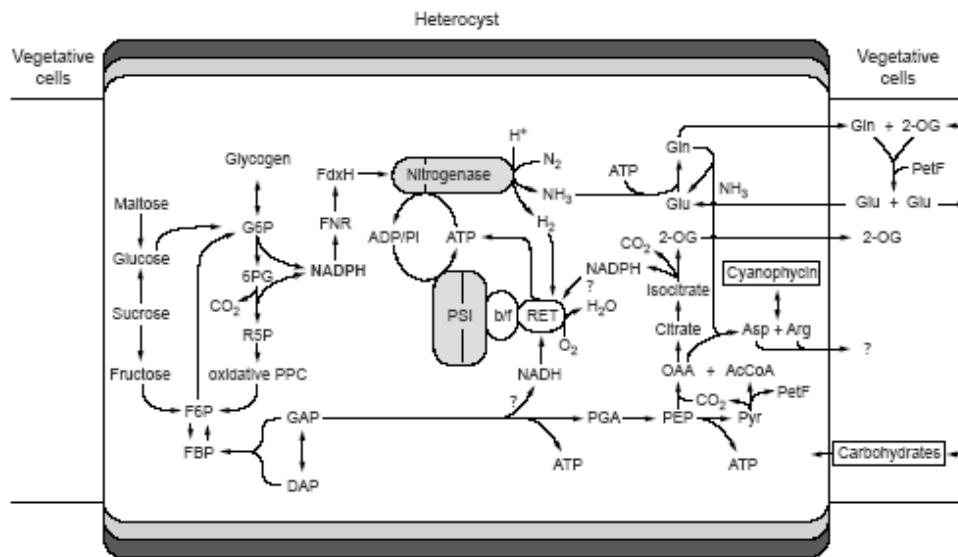 Heterocyst
Vegetative
cells
Vegetative
cells
Gln + 2-OG
PetF
Glu + Glu
2-OG
H⁺
N₂
Glycogen
FdxH
Nitrogenase
NH₃
ATP
Gln
NH₃
Glu
Maltose
G6P
FNR
ADP/Pi
ATP
H₂
CO₂
2-OG
Glucose
6PG
NADPH
NADPH
?
Isocitrate
Cyanophycin
CO₂
PSI
b/f
RET
H₂O
Sucrose
R5P
O₂
Citrate
Asp + Arg
?
Fructose
oxidative PPC
NADH
OAA + AcCoA
CO₂
PetF
?
F6P
GAP
PGA
PEP
Pyr
FBP
ATP
ATP
Carbohydrates
DAP